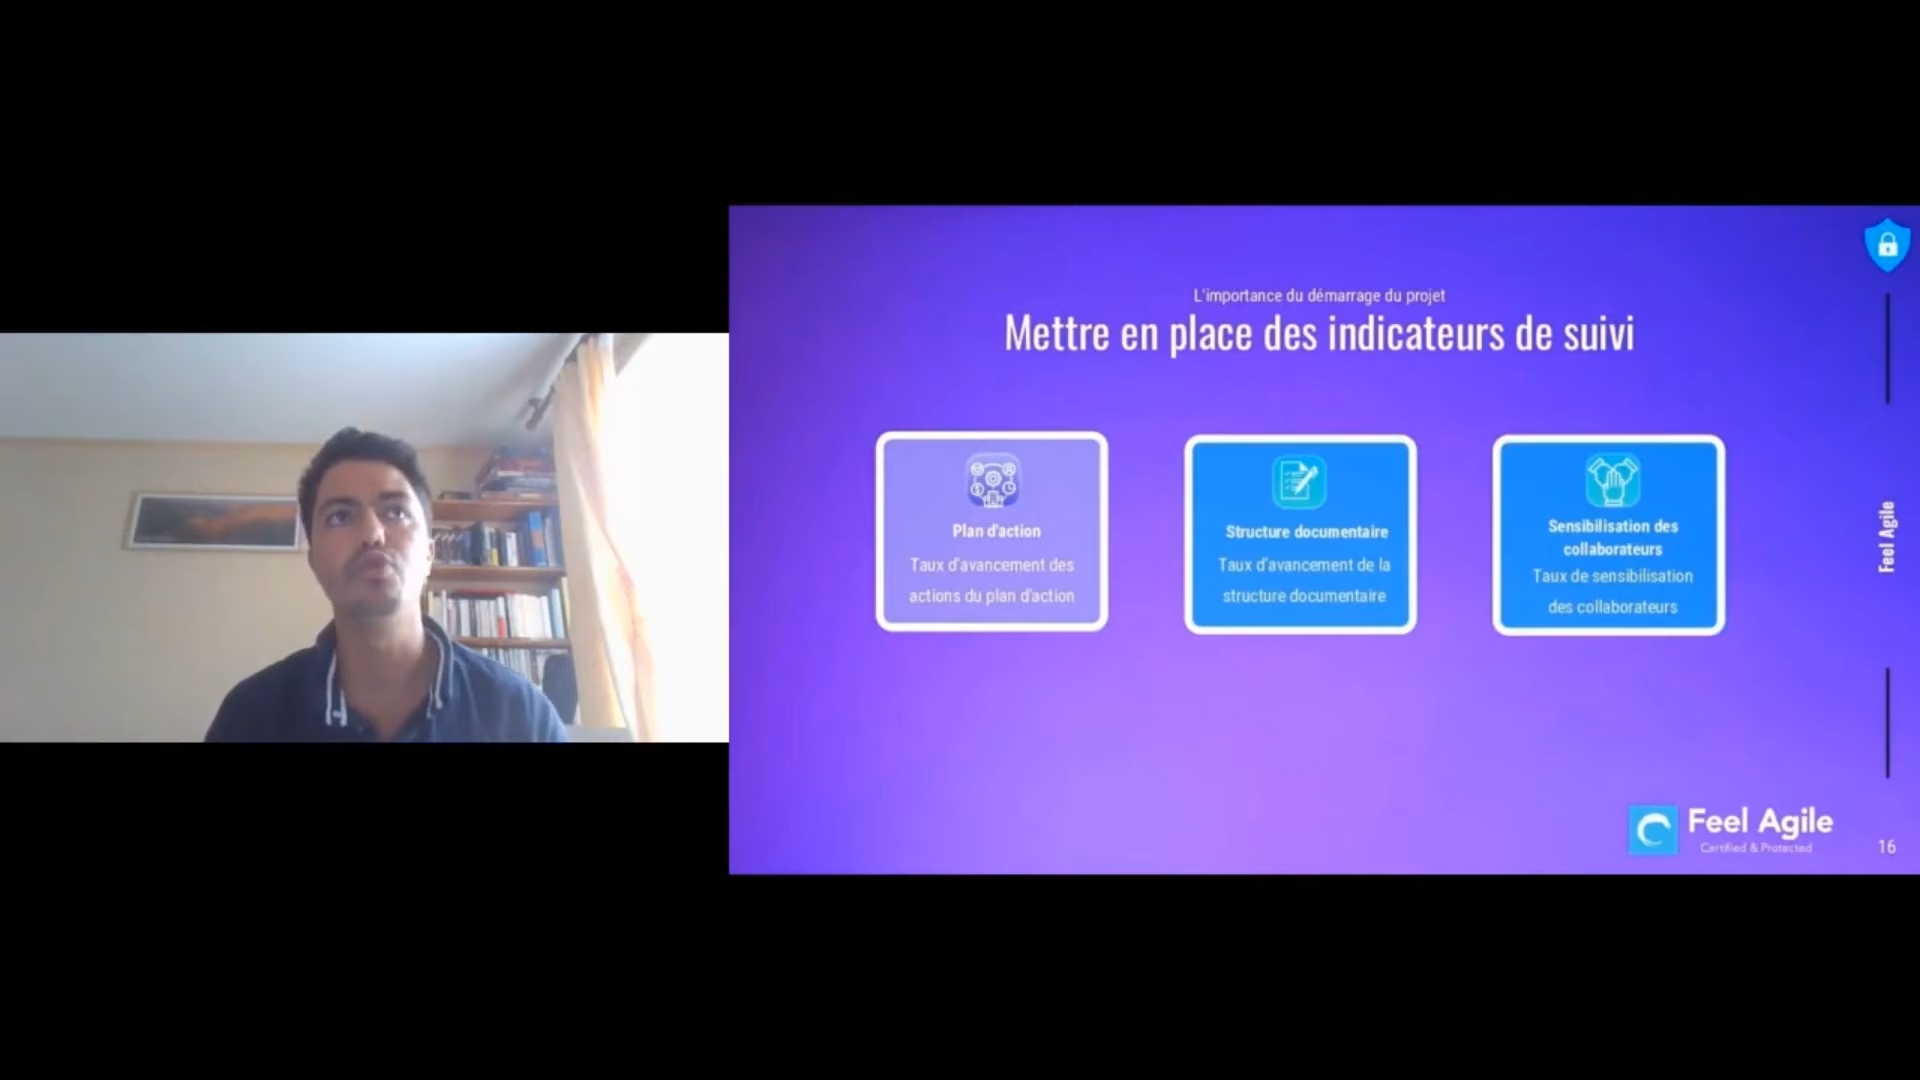 L'importance du démarrage du projet
Mettre en place des indicateurs de suivi
Plan d'action
Taux d'avancement des
actions du plan d'action
Structure documentaire
Taux d'avancement de la
structure documentaire
Sensibilisation des
collaborateurs
Taux de sensibilisation
des collaborateurs
Feel Agile
Feel Agile
Certified & Protected
16